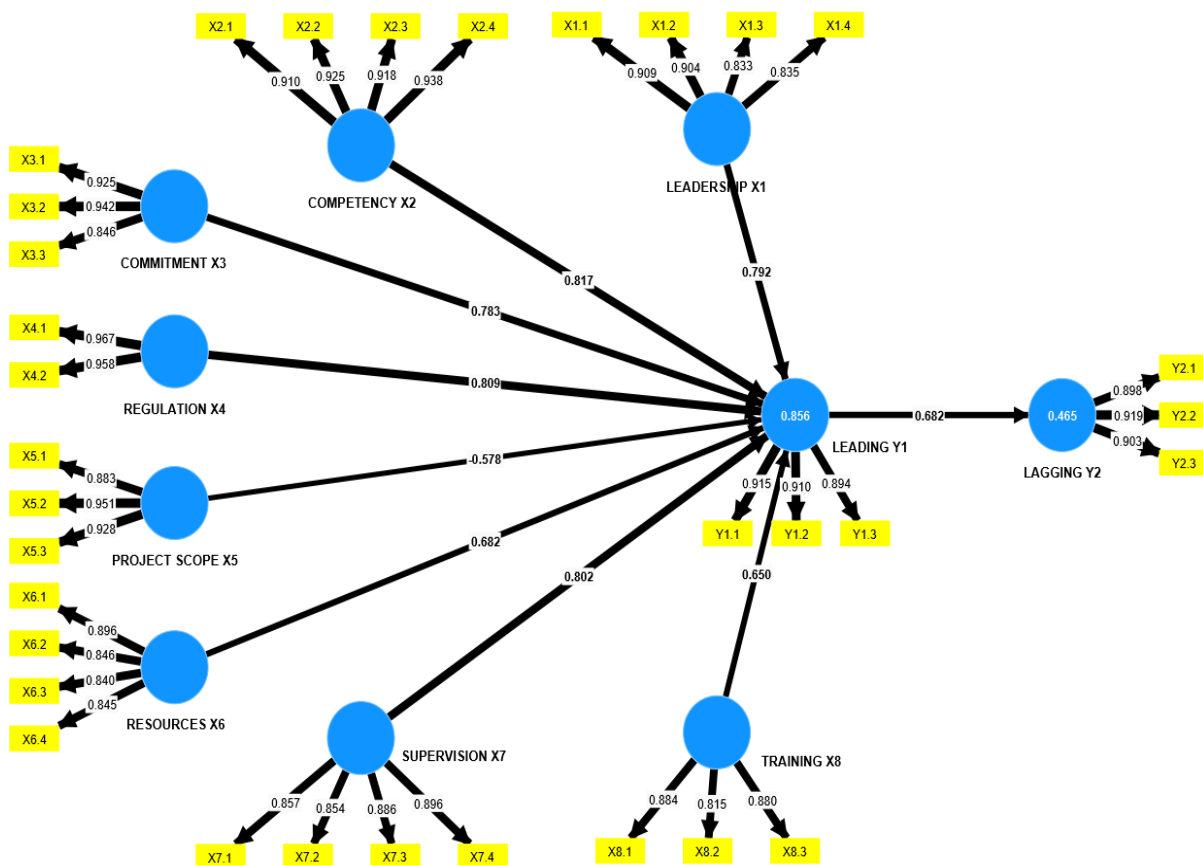 X2.1
X2.2
X2.3
X2.4
X1.1
X1.2
X1.3
X1.4
0.910
0.925
0.918
0.938
0.909
0.904
0.833
0.835
COMPETENCY X2
LEADERSHIP X1
X3.1
X3.2
X3.3
0.925
0.942
0.846
COMMITMENT X3
0.817
0.792
0.783
X4.1
X4.2
0.967
0.958
REGULATION X4
0.809
X5.1
X5.2
X5.3
0.883
0.951
0.928
PROJECT SCOPE X5
-0.578
0.856
LEADING Y1
0.682
0.465
LAGGING Y2
0.898
0.919
0.903
Y2.1
Y2.2
Y2.3
0.915
0.910
0.894
Y1.1
Y1.2
Y1.3
X6.1
X6.2
X6.3
X6.4
0.896
0.846
0.840
0.845
RESOURCES X6
0.682
0.802
0.650
SUPERVISION X7
TRAINING X8
0.857
0.854
0.886
0.896
0.884
0.815
0.880
X7.1
X7.2
X7.3
X7.4
X8.1
X8.2
X8.3